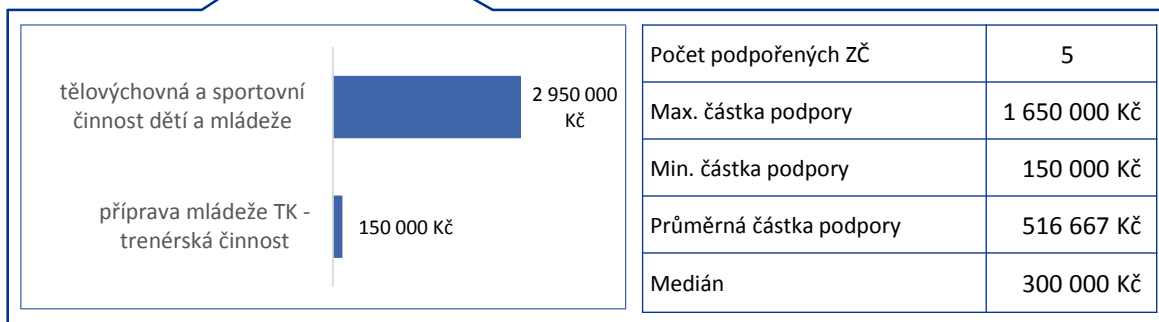 tělovýchovná a sportovní
činnost dětí a mládeže
2 950 000
Kč
příprava mládeže TK -
trenérská činnost
150 000 Kč
Počet podpořených ZČ 5
Max. částka podpory 1 650 000 Kč
Min. částka podpory 150 000 Kč
Průměrná částka podpory 516 667 Kč
Medián 300 000 Kč